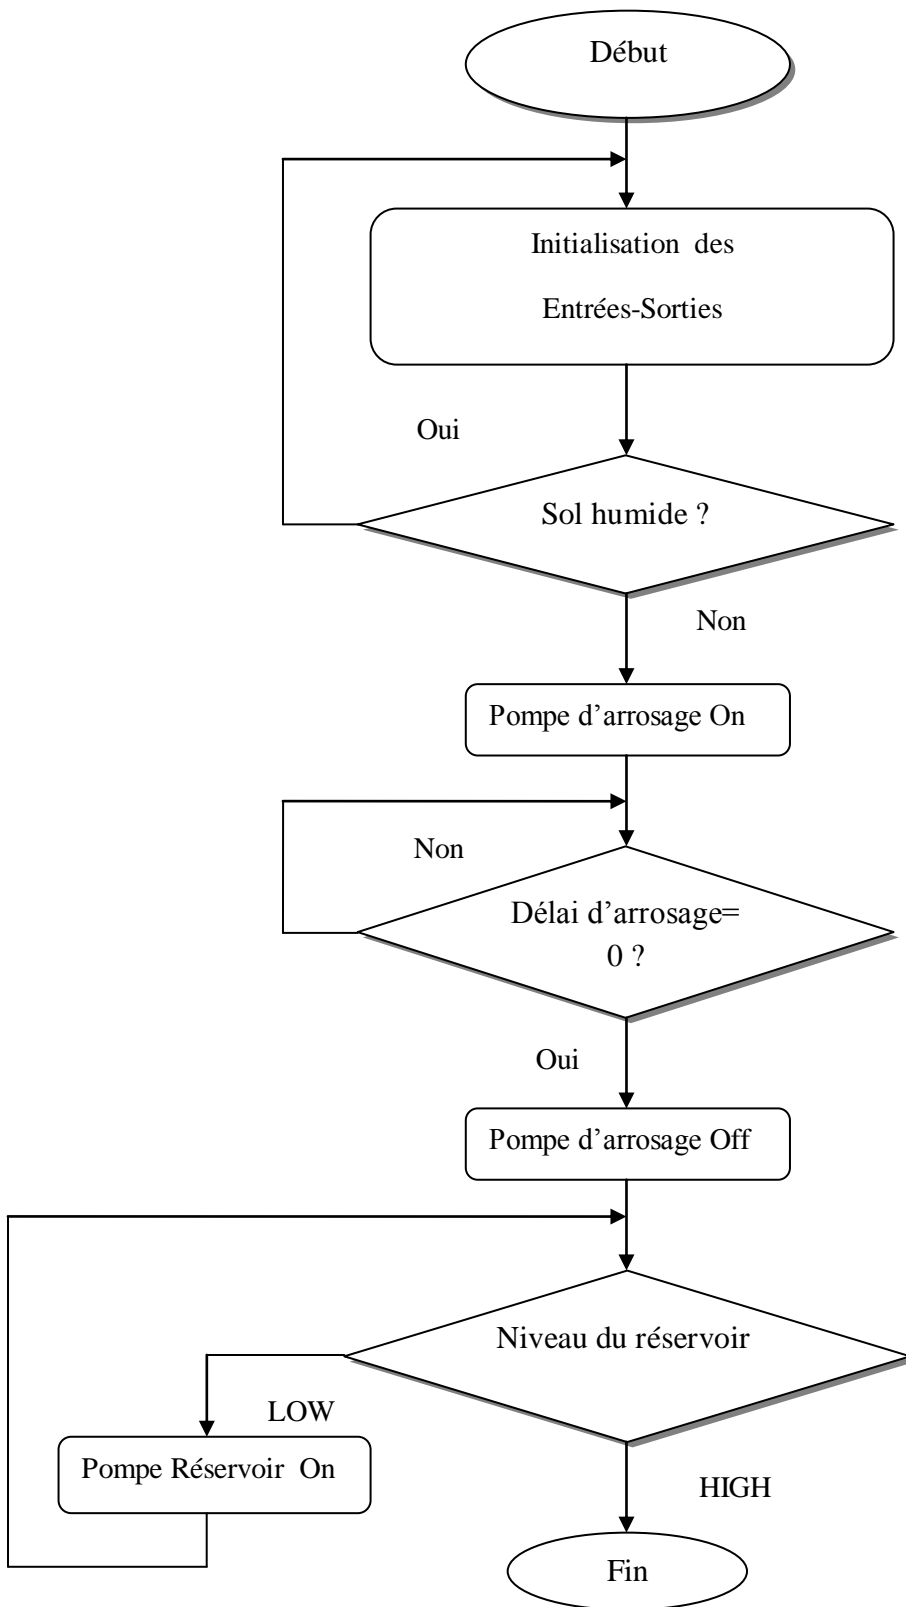 Début
Initialisation des
Entrées-Sorties
Oui
Sol humide ?
Non
Pompe d’arrosage On
Non
Délai d’arrosage=
0 ?
Oui
Pompe d’arrosage Off
Niveau du réservoir
LOW
Pompe Réservoir On
HIGH
Fin